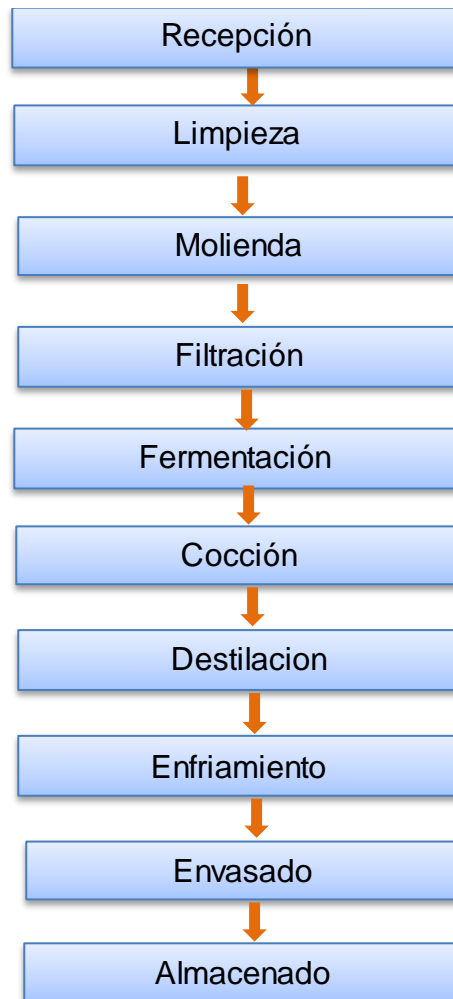 Recepción
Limpieza
Molienda
Filtración
Fermentación
Cocción
Destilacion
Enfriamiento
Envasado
Almacenado